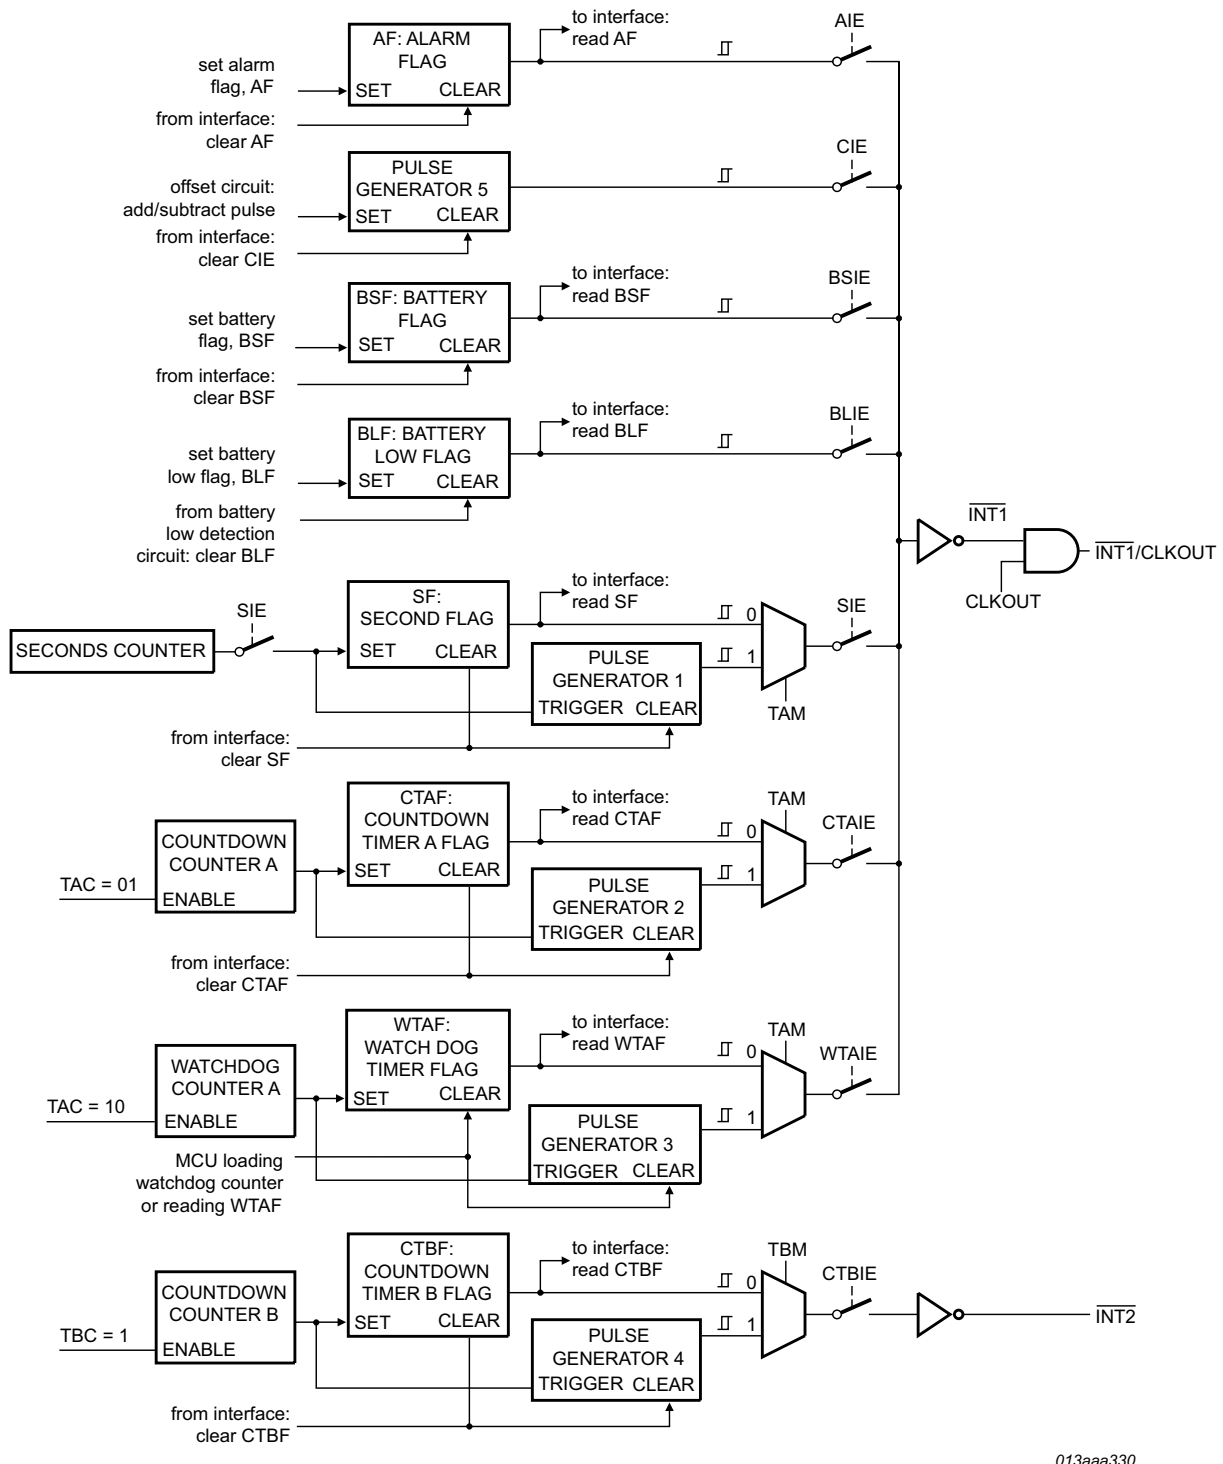 to interface:
read AF
AIE
AF: ALARM
FLAG
set alarm
flag, AF
SET
CLEAR
from interface:
clear AF
CIE
PULSE
GENERATOR 5
offset circuit:
add/subtract pulse
SET
CLEAR
from interface:
clear CIE
to interface:
read BSF
BSIE
BSF: BATTERY
FLAG
set battery
flag, BSF
SET
CLEAR
from interface:
clear BSF
to interface:
read BLF
BLIE
BLF: BATTERY
LOW FLAG
set battery
low flag, BLF
SET
CLEAR
from battery
low detection
circuit: clear BLF
INT1
INT1/CLKOUT
CLKOUT
to interface:
read SF
SIE
SF:
SECOND FLAG
0
SIE
SECONDS COUNTER
SET
CLEAR
PULSE
GENERATOR 1
1
TRIGGER
CLEAR
TAM
from interface:
clear SF
to interface:
read CTAF
TAM
CTAIE
CTAF:
COUNTDOWN
TIMER A FLAG
0
COUNTDOWN
COUNTER A
SET
CLEAR
TAC = 01
ENABLE
PULSE
GENERATOR 2
1
TRIGGER
CLEAR
from interface:
clear CTAF
to interface:
read WTAF
TAM
WTAIE
WTAF:
WATCH DOG
TIMER FLAG
0
WATCHDOG
COUNTER A
SET
CLEAR
TAC = 10
ENABLE
PULSE
GENERATOR 3
1
TRIGGER
CLEAR
MCU loading
watchdog counter
or reading WTAF
to interface:
read CTBF
TBM
CTBIE
CTBF:
COUNTDOWN
TIMER B FLAG
0
COUNTDOWN
COUNTER B
SET
CLEAR
INT2
TBC = 1
ENABLE
PULSE
GENERATOR 4
1
TRIGGER
CLEAR
from interface:
clear CTBF
013aaa330